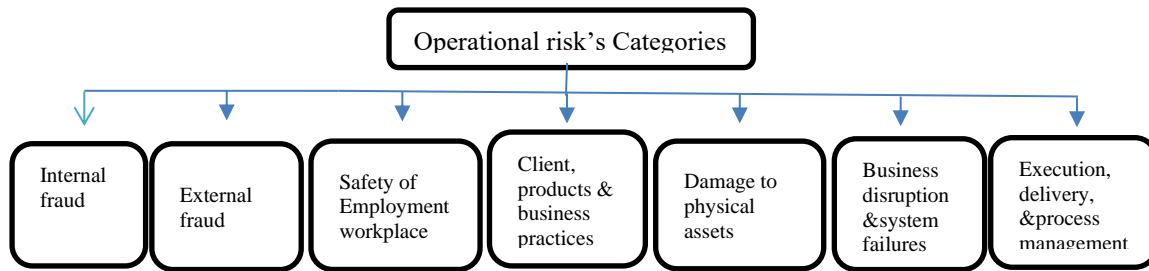 Operational risk's Categories
Internal
fraud
External
fraud
Safety of
Employment
workplace
Client,
products &
business
practices
Damage to
physical
assets
Business
disruption
&system
failures
Execution,
delivery,
&process
management